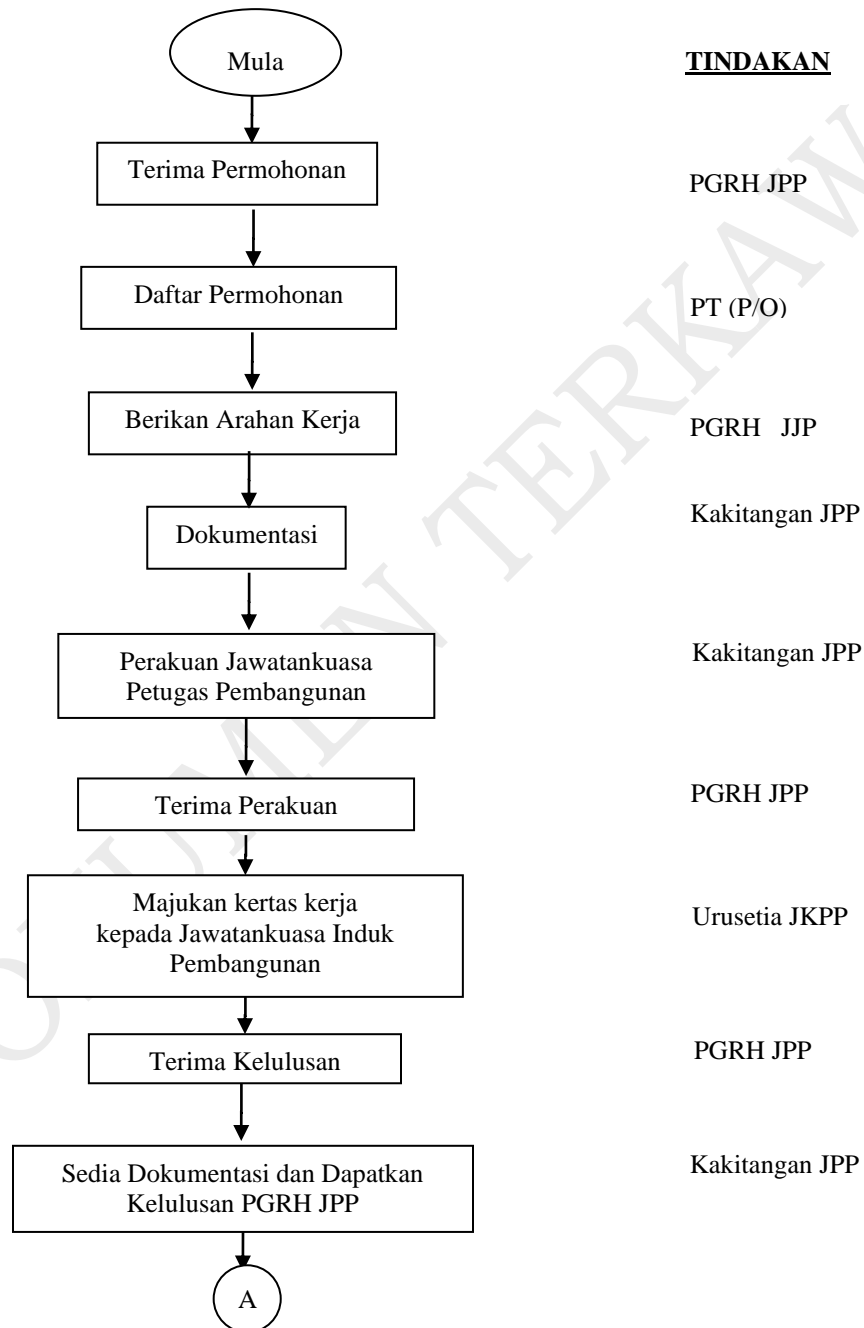 Mula
TINDAKAN
Terima Permohonan
PGRH JPP
Daftar Permohonan
PT (P/O)
Berikan Arahan Kerja
PGRH JJP
Dokumentasi
Kakitangan JPP
Perakuan Jawatankuasa
Petugas Pembangunan
Kakitangan JPP
Terima Perakuan
PGRH JPP
Majukan kertas kerja
kepada Jawatankuasa Induk
Pembangunan
Urusetia JKPP
Terima Kelulusan
PGRH JPP
Sedia Dokumentasi dan Dapatkan
Kelulusan PGRH JPP
Kakitangan JPP
A
OKUMEN TERKAW